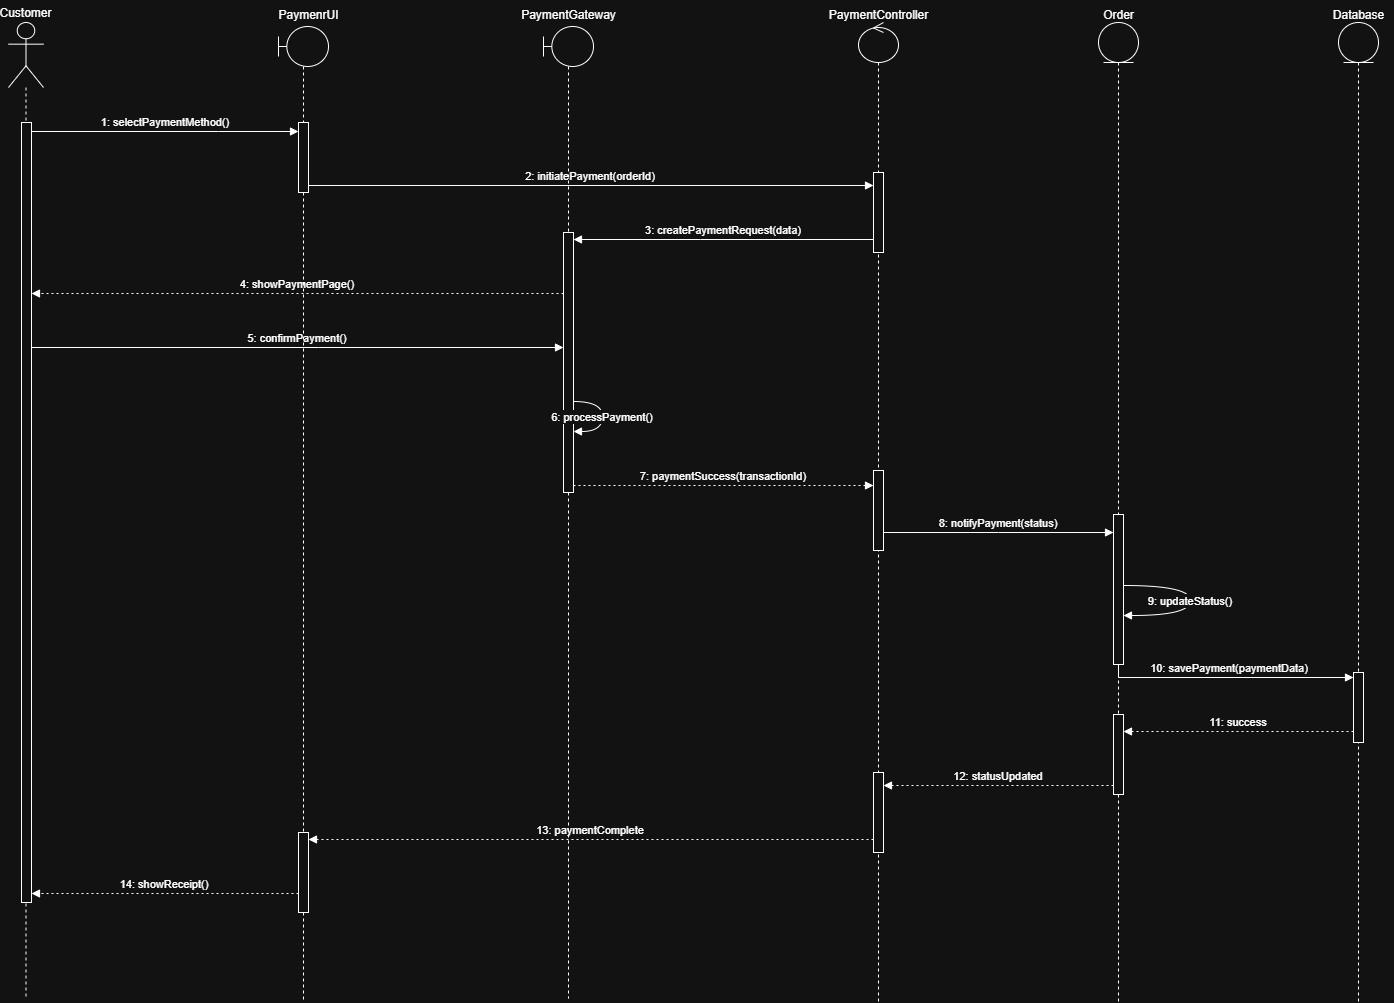 Customer
PaymenrUI
PaymentGateway
PaymentController
Order
Database
1: selectPaymentMethod()
2: initiatePayment(orderId)
3: createPaymentRequest(data)
4: showPaymentPage()
5: confirmPayment()
6: processPayment()
7: paymentSuccess(transactionId)
8: notifyPayment(status)
9: updateStatus()
10: savePayment(paymentData)
11: success
12: statusUpdated
13: paymentComplete
14: showReceipt()